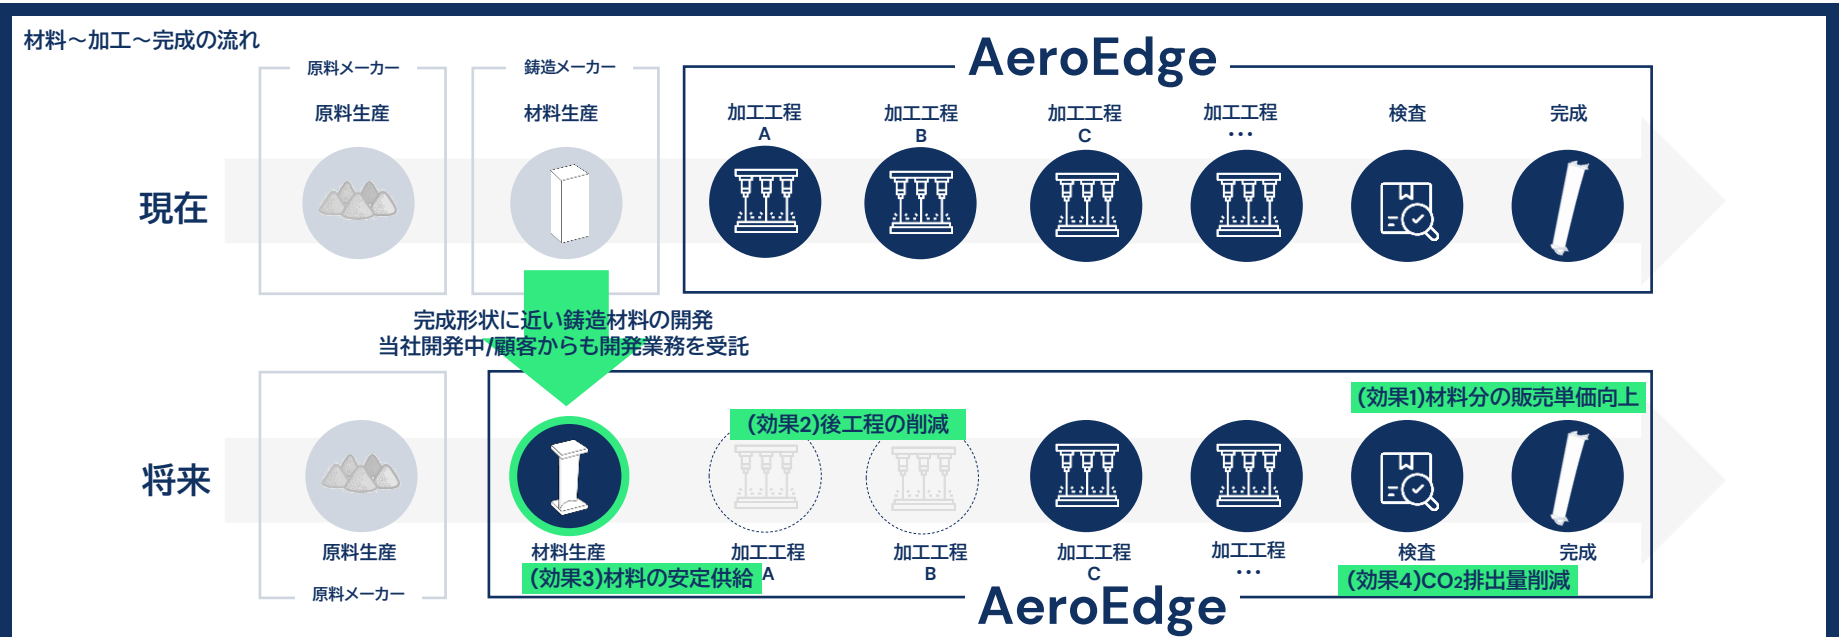 材料～加工～完成の流れ
AeroEdge
原料メーカー
鋳造メーカー
原料生産
材料生産
加工工程
A
加工工程
B
加工工程
C
加工工程
・・・
検査
完成
現在
完成形状に近い鋳造材料の開発
当社開発中/顧客からも開発業務を受託
(効果1)材料分の販売単価向上
(効果2)後工程の削減
将来
原料生産
材料生産
加工工程
A
加工工程
B
加工工程
C
加工工程
・・・
検査
完成
(効果3)材料の安定供給
(効果4)CO₂排出量削減
原料メーカー
AeroEdge